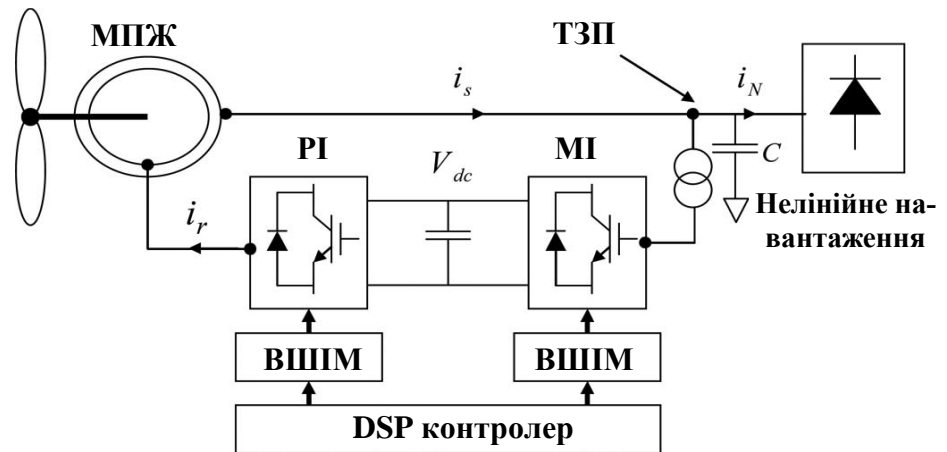 МПЖ
ТЗП
i_s
i_N
РІ
V_dc
МІ
C
Нелінійне на-
вантаження
i_r
ВШІМ
ВШІМ
DSP контролер